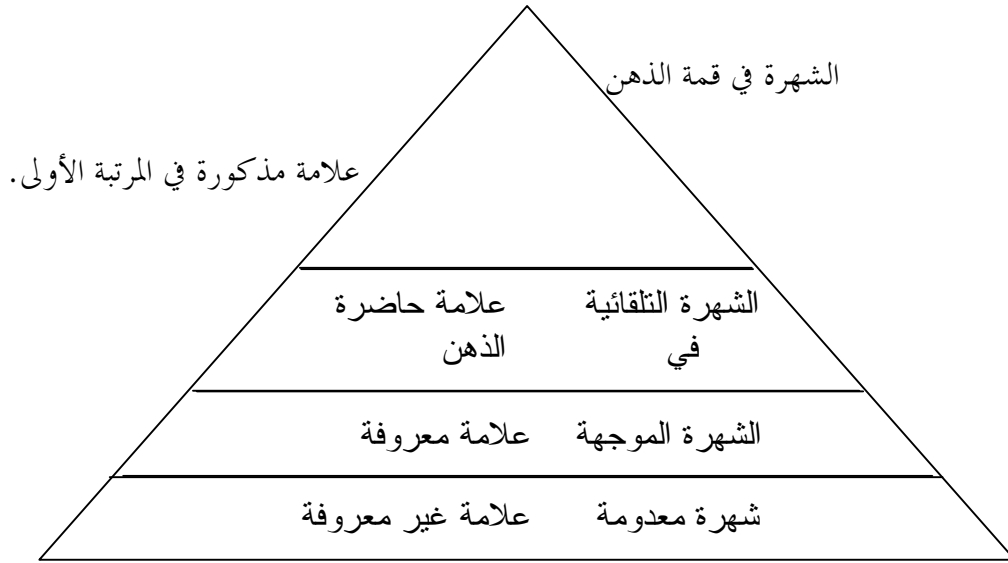 الشهرة في قمة الذهن
علامة مذكورة في المرتبة الأولى.
الشهرة التلقائية علامة حاضرة
في الذهن
الشهرة الموجهة علامة معروفة
شهرة معدومة علامة غير معروفة